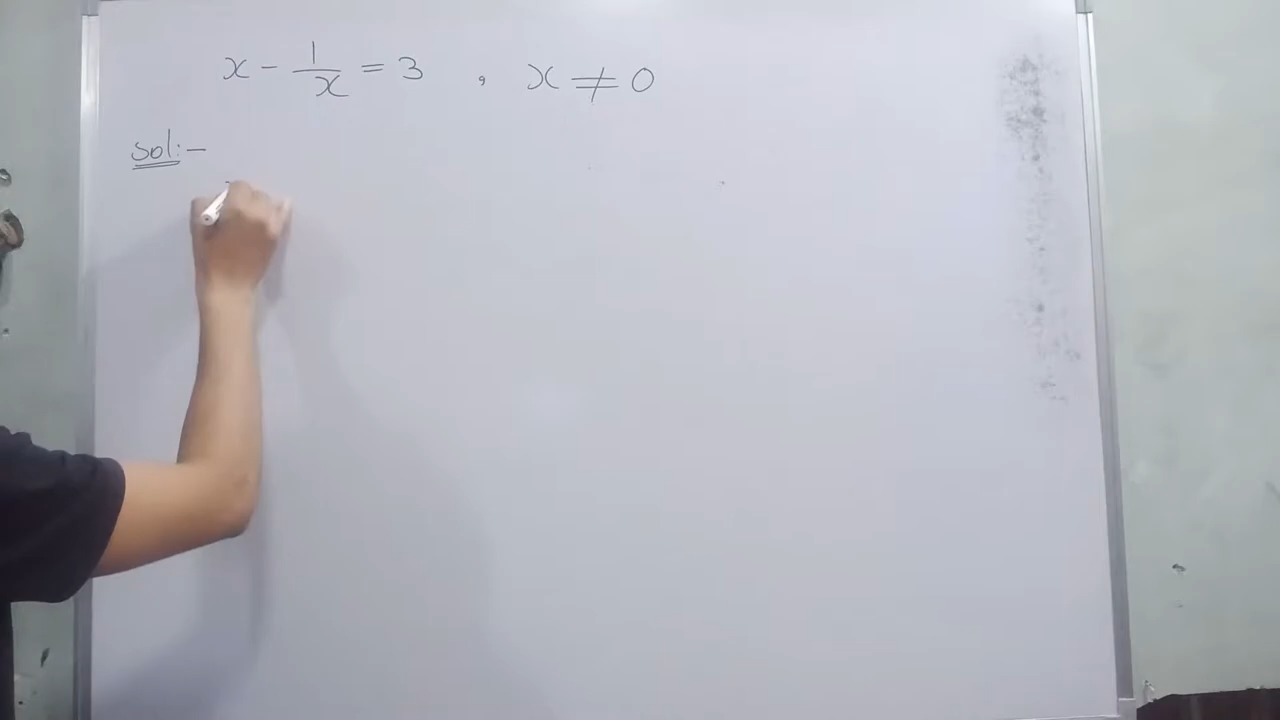 x - 1/x = 3 , x ≠ 0
Sol:-